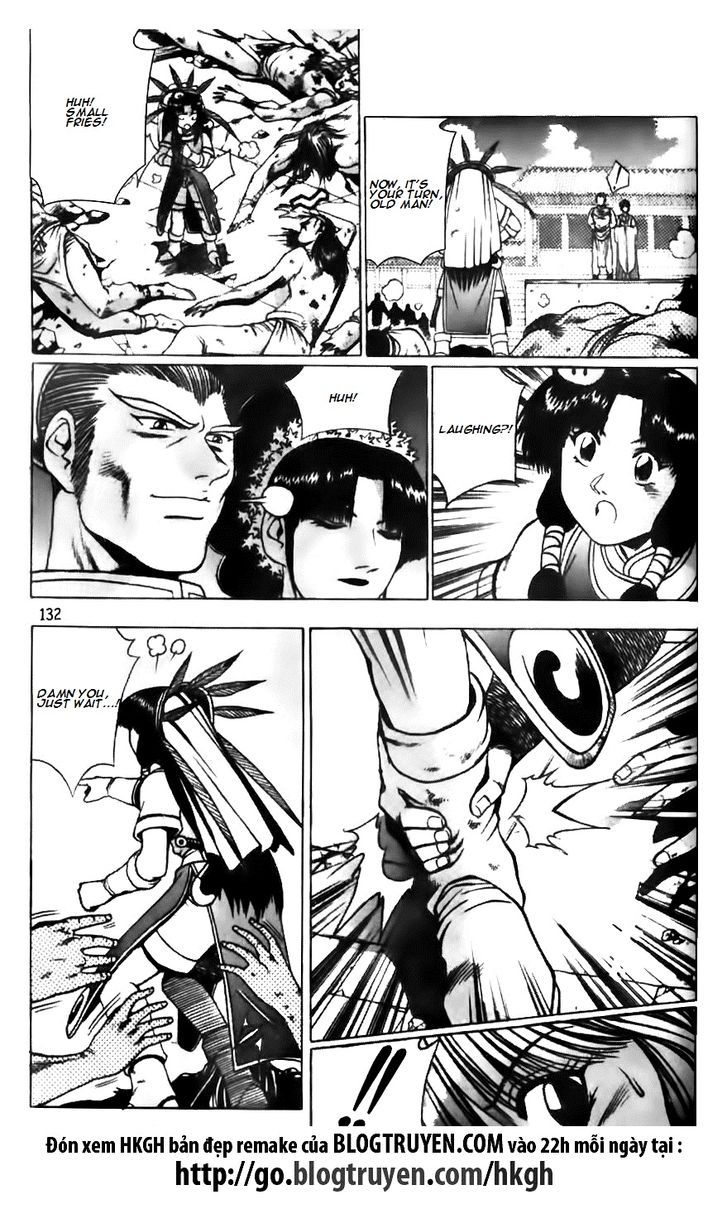 HUH!
SMALL
FRIES!
NOW, IT'S
YOUR TURN,
OLD MAN!
HUH!
LAUGHING?!
132
DAMN YOU,
JUST WAIT...!
!!
Đón xem HKGH bản đẹp remake của BLOGTRUYEN.COM vào 22h mỗi ngày tại :
http://go.blogtruyen.com/hkgh